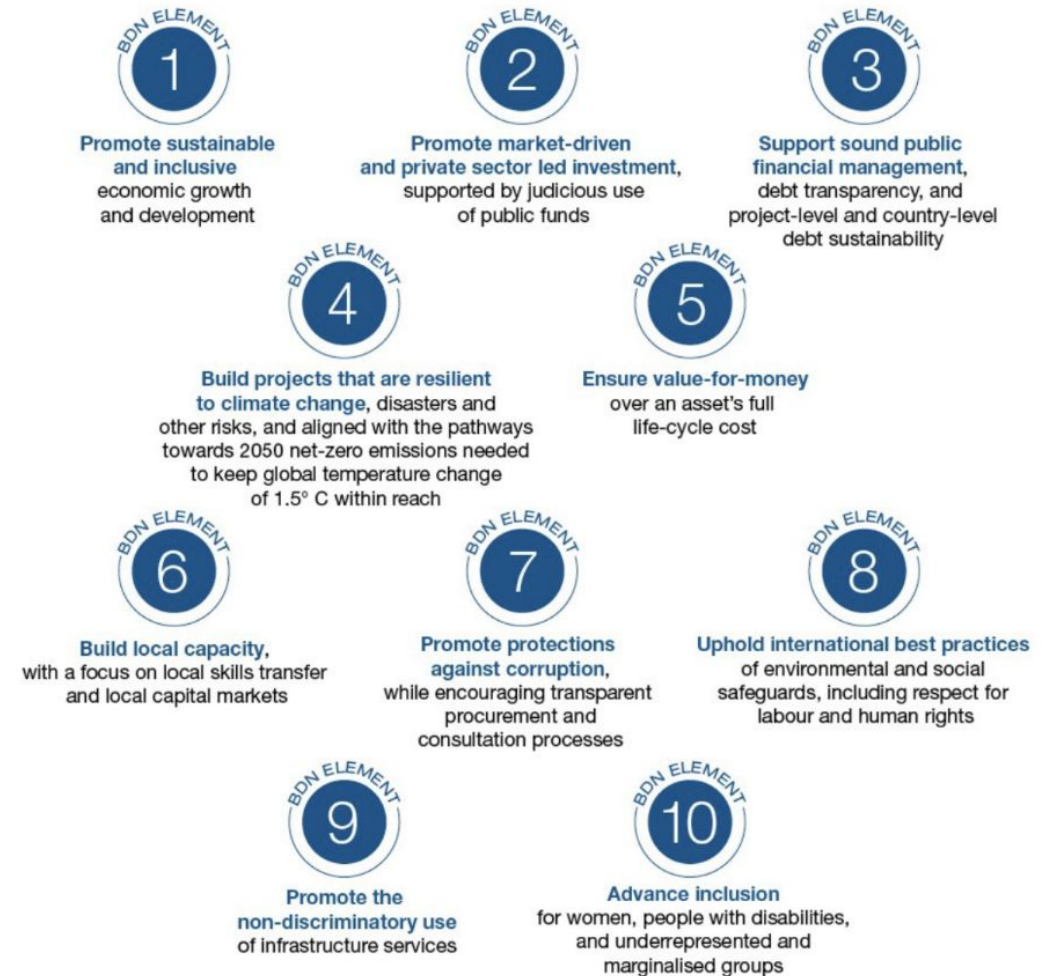 BDN ELEMENT
1
Promote sustainable
and inclusive
economic growth
and development
BDN ELEMENT
2
Promote market-driven
and private sector led investment,
supported by judicious use
of public funds
BDN ELEMENT
3
Support sound public
financial management,
debt transparency, and
project-level and country-level
debt sustainability
BDN ELEMENT
4
Build projects that are resilient
to climate change, disasters and
other risks, and aligned with the pathways
towards 2050 net-zero emissions needed
to keep global temperature change
of 1.5° C within reach
BDN ELEMENT
5
Ensure value-for-money
over an asset's full
life-cycle cost
BDN ELEMENT
6
Build local capacity,
with a focus on local skills transfer
and local capital markets
BDN ELEMENT
7
Promote protections
against corruption,
while encouraging transparent
procurement and
consultation processes
BDN ELEMENT
8
Uphold international best practices
of environmental and social
safeguards, including respect for
labour and human rights
BDN ELEMENT
9
Promote the
non-discriminatory use
of infrastructure services
BDN ELEMENT
10
Advance inclusion
for women, people with disabilities,
and underrepresented and
marginalised groups